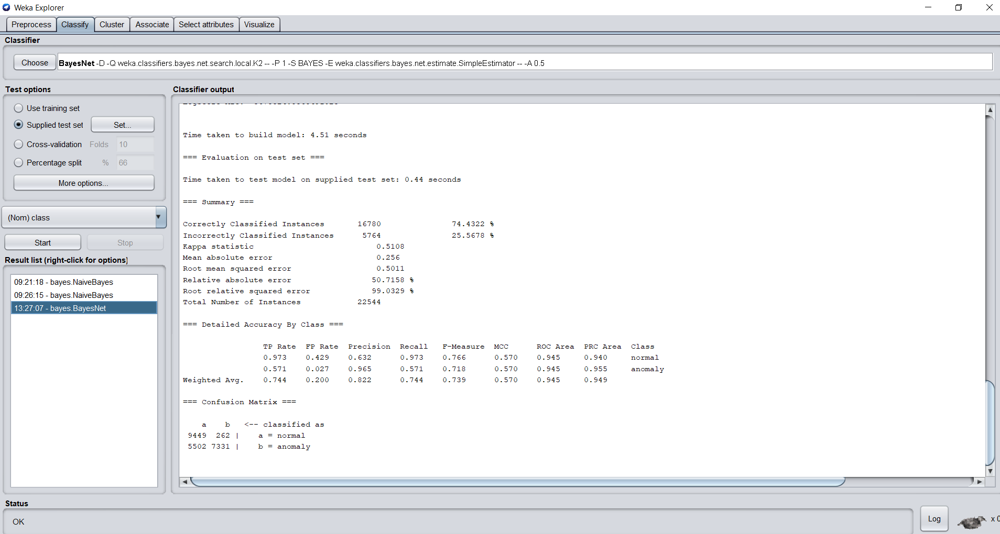 Weka Explorer
Preprocess Classify Cluster Associate Select attributes Visualize
Classifier
Choose BayesNet -D -Q weka.classifiers.bayes.net.search.local.K2 -- -P 1 -S BAYES -E weka.classifiers.bayes.net.estimate.SimpleEstimator -- -A 0.5
Test options
Use training set
Supplied test set Set...
Cross-validation Folds 10
Percentage split % 66
More options...
(Nom) class
Start Stop
Result list (right-click for options)
09:21:18 - bayes.NaiveBayes
09:26:15 - bayes.NaiveBayes
13:27:07 - bayes.BayesNet
Classifier output
Time taken to build model: 4.51 seconds
=== Evaluation on test set ===
Time taken to test model on supplied test set: 0.44 seconds
=== Summary ===
Correctly Classified Instances 16780 74.4322 %
Incorrectly Classified Instances 5764 25.5678 %
Kappa statistic 0.5108
Mean absolute error 0.256
Root mean squared error 0.5011
Relative absolute error 50.7158 %
Root relative squared error 99.0329 %
Total Number of Instances 22544
=== Detailed Accuracy By Class ===
TP Rate FP Rate Precision Recall F-Measure MCC ROC Area PRC Area Class
0.973 0.429 0.632 0.973 0.766 0.570 0.945 0.940 normal
0.571 0.027 0.965 0.571 0.718 0.570 0.945 0.955 anomaly
Weighted Avg. 0.744 0.200 0.822 0.744 0.739 0.570 0.945 0.949
=== Confusion Matrix ===
a b <-- classified as
9449 262 | a = normal
5502 7331 | b = anomaly
Status
OK
Log x 0